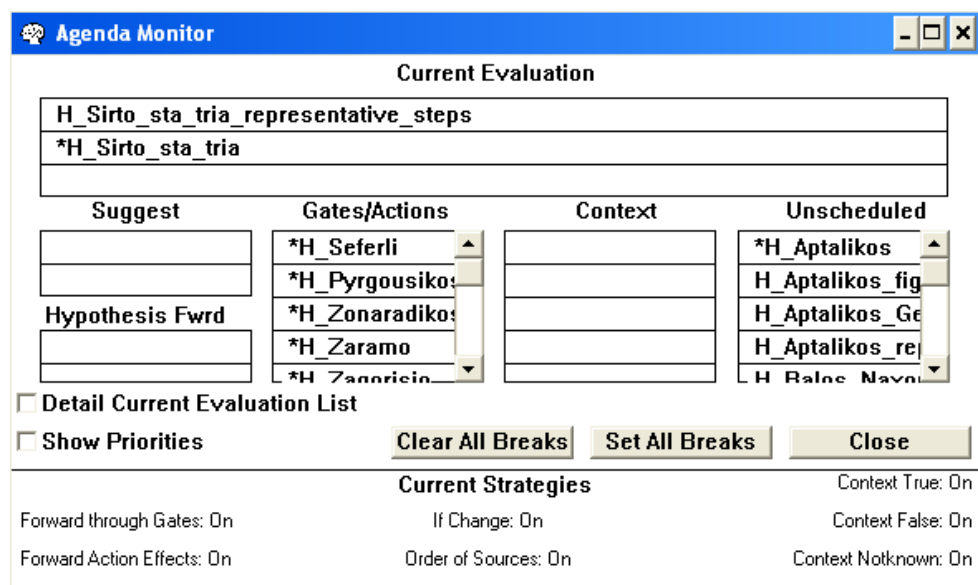 Agenda Monitor
Current Evaluation
H_Sirto_sta_tria_representative_steps
*H_Sirto_sta_tria
Suggest Gates/Actions Context Unscheduled
*H_Seferli *H_Aptalikos
*H_Pyrgousikos H_Aptalikos_fig
Hypothesis Fwrd *H_Zonaradikos H_Aptalikos_Ge
*H_Zaramo H_Aptalikos_rep
*H_Zagorisio H_Balos_Naxou
Detail Current Evaluation List
Show Priorities Clear All Breaks Set All Breaks Close
Current Strategies Context True: On
Forward through Gates: On If Change: On Context False: On
Forward Action Effects: On Order of Sources: On Context Notknown: On